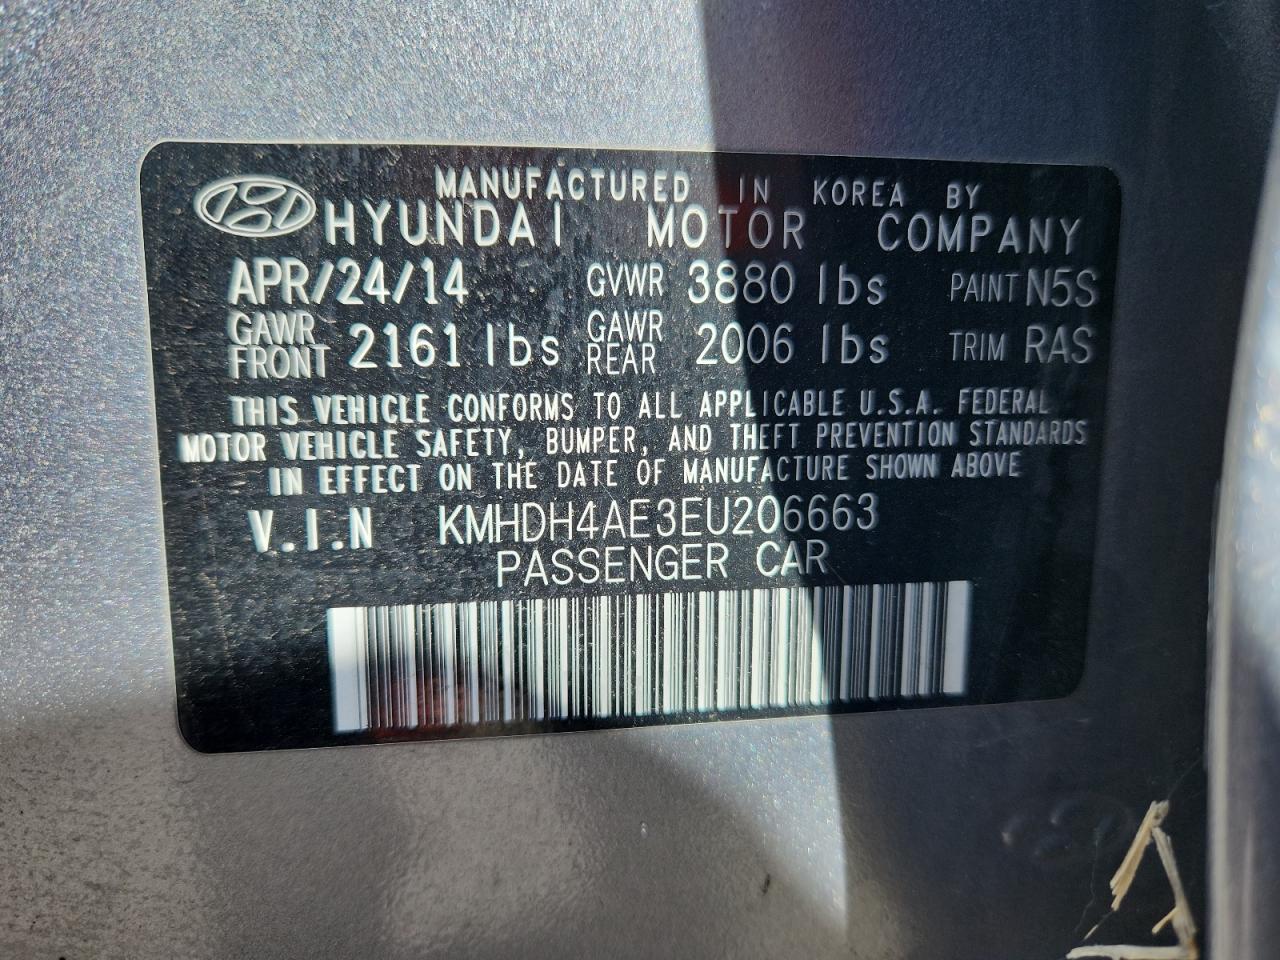 MANUFACTURED IN KOREA BY
HYUNDAI MOTOR COMPANY
APR/24/14 GVWR 3880 lbs PAINT N5S
GAWR FRONT 2161 lbs GAWR REAR 2006 lbs TRIM RAS
THIS VEHICLE CONFORMS TO ALL APPLICABLE U.S.A. FEDERAL
MOTOR VEHICLE SAFETY, BUMPER, AND THEFT PREVENTION STANDARDS
IN EFFECT ON THE DATE OF MANUFACTURE SHOWN ABOVE
V.I.N KMHDH4AE3EU206663
PASSENGER CAR